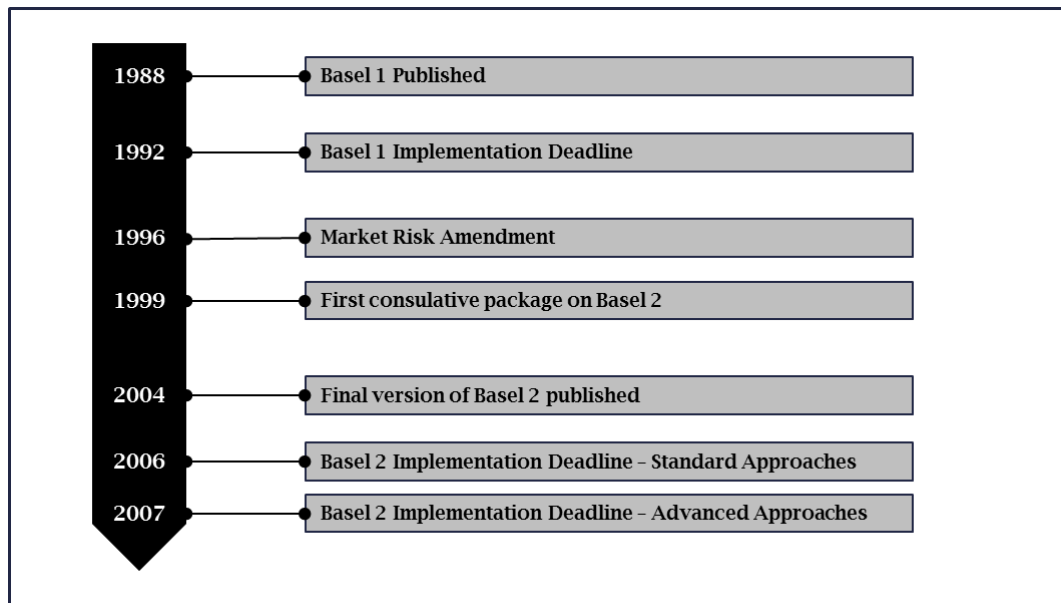 1988 Basel 1 Published
1992 Basel 1 Implementation Deadline
1996 Market Risk Amendment
1999 First consulative package on Basel 2
2004 Final version of Basel 2 published
2006 Basel 2 Implementation Deadline – Standard Approaches
2007 Basel 2 Implementation Deadline – Advanced Approaches